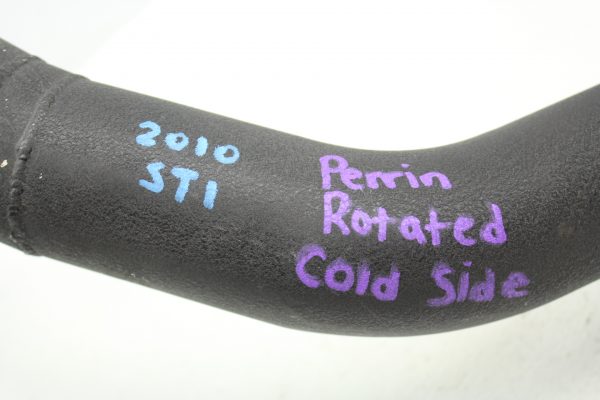 2010
STI
Perrin
Rotated
Cold Side